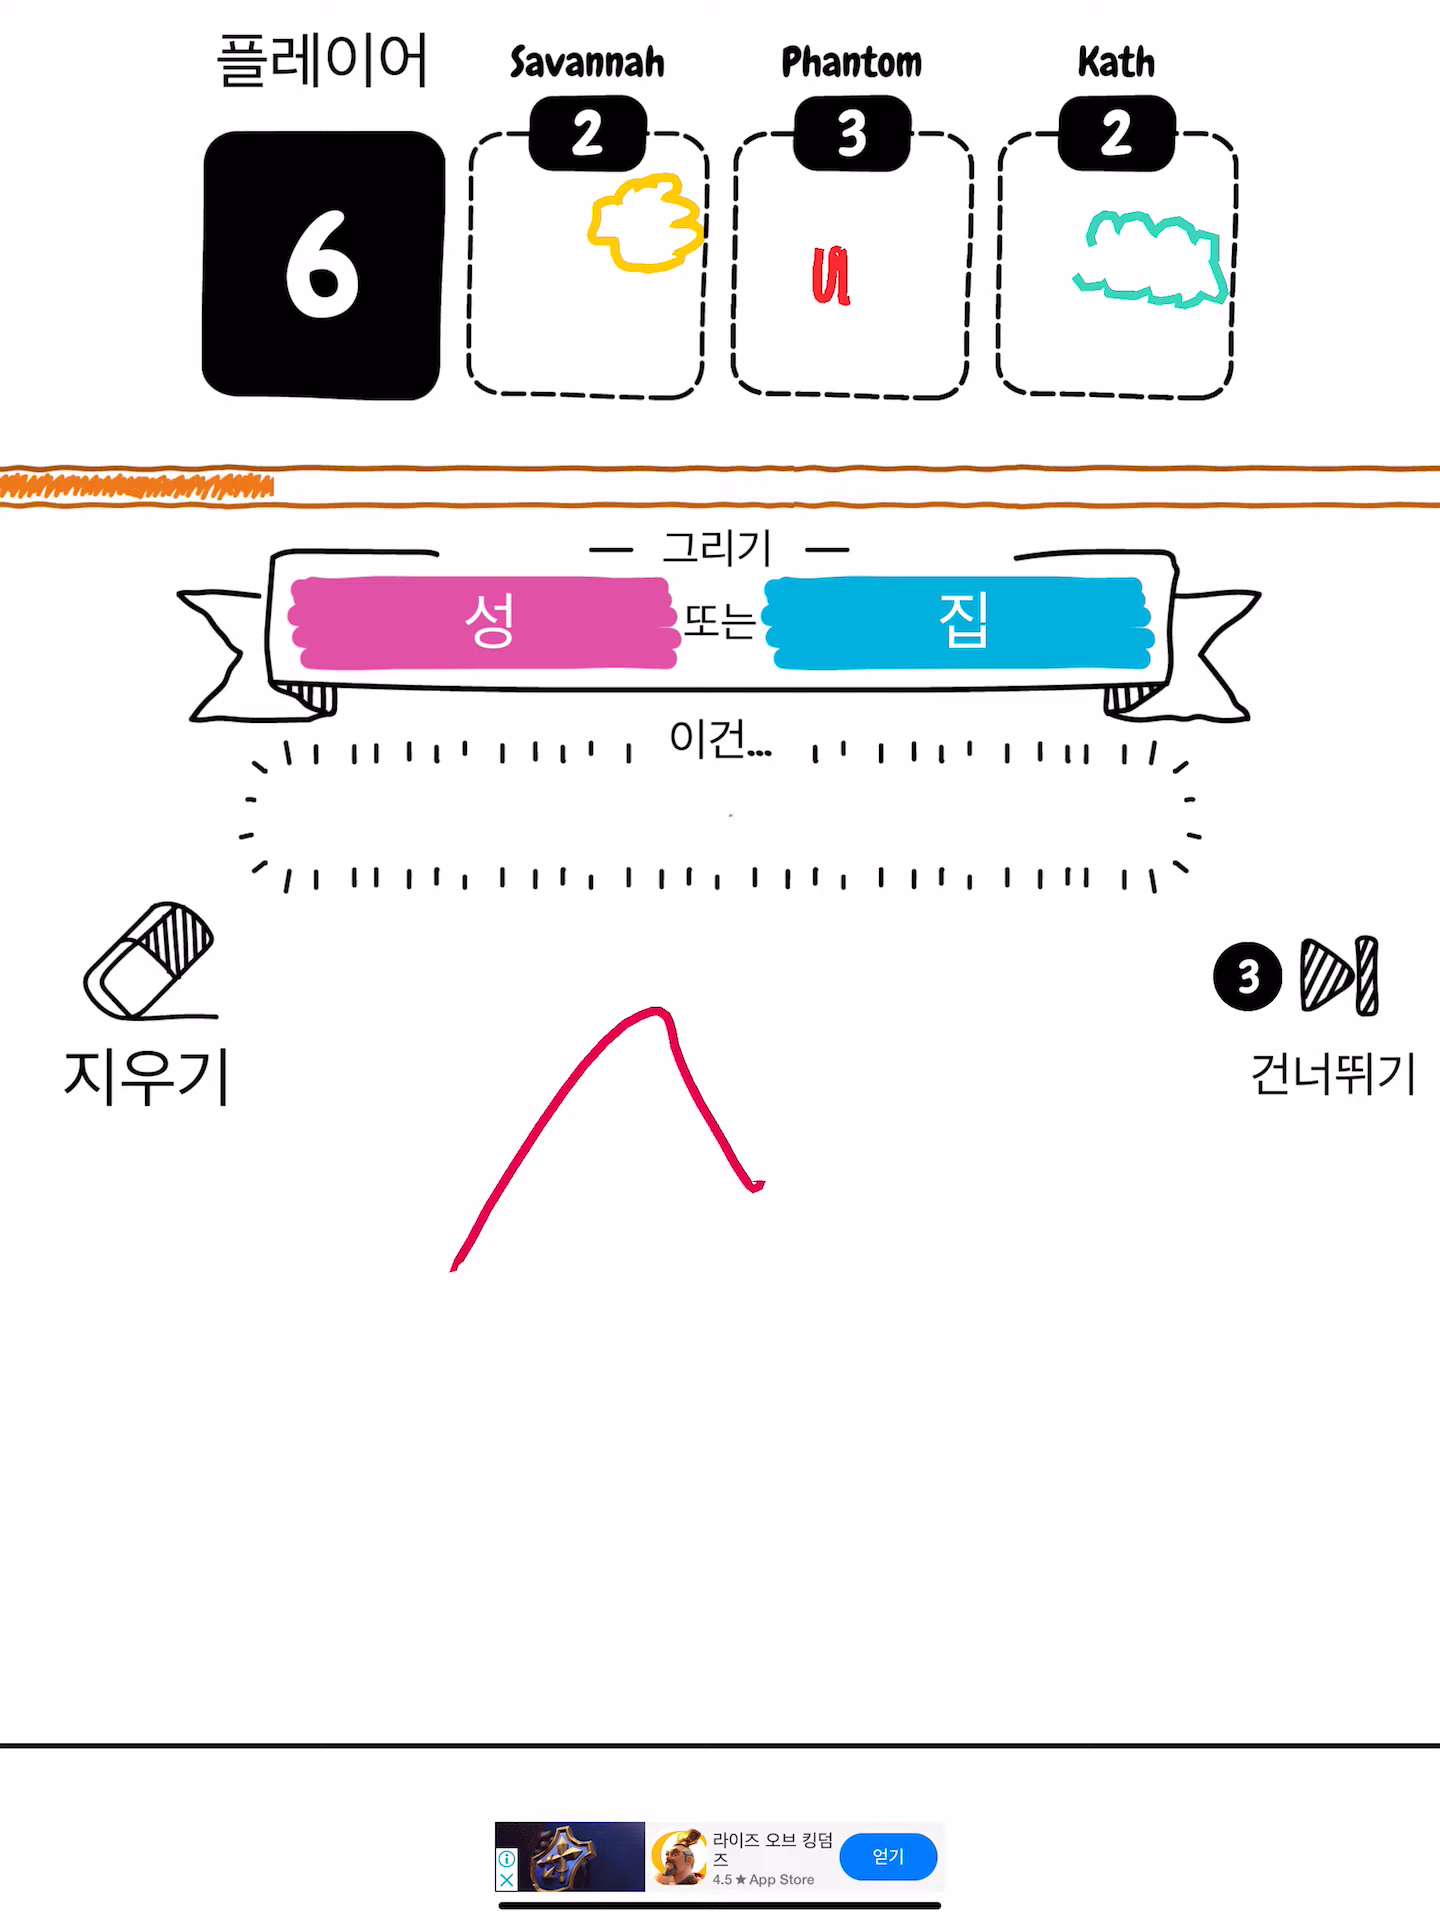 플레이어
Savannah
Phantom
Kath
6
2
3
2
그리기
성 또는 집
이건...
지우기
3
건너뛰기
라이즈 오브 킹덤
즈
4.5 ★ App Store
얻기